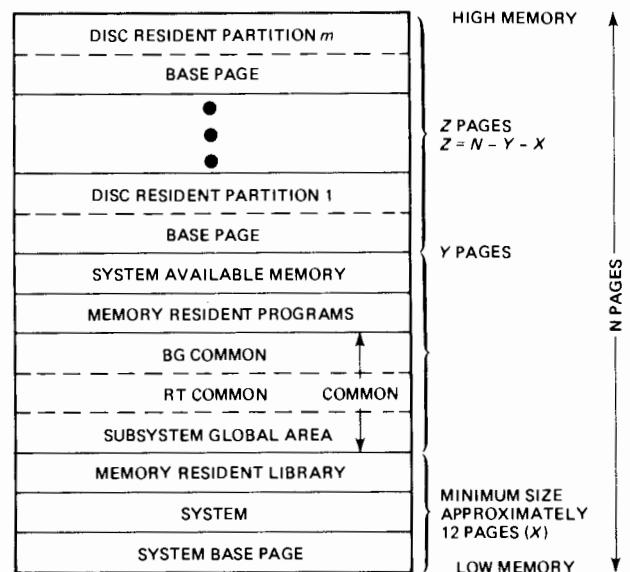 HIGH MEMORY
DISC RESIDENT PARTITION m
BASE PAGE
Z PAGES
Z = N - Y - X
DISC RESIDENT PARTITION 1
BASE PAGE
Y PAGES
SYSTEM AVAILABLE MEMORY
MEMORY RESIDENT PROGRAMS
BG COMMON
RT COMMON
COMMON
SUBSYSTEM GLOBAL AREA
MEMORY RESIDENT LIBRARY
SYSTEM
SYSTEM BASE PAGE
MINIMUM SIZE
APPROXIMATELY
12 PAGES (X)
LOW MEMORY
N PAGES